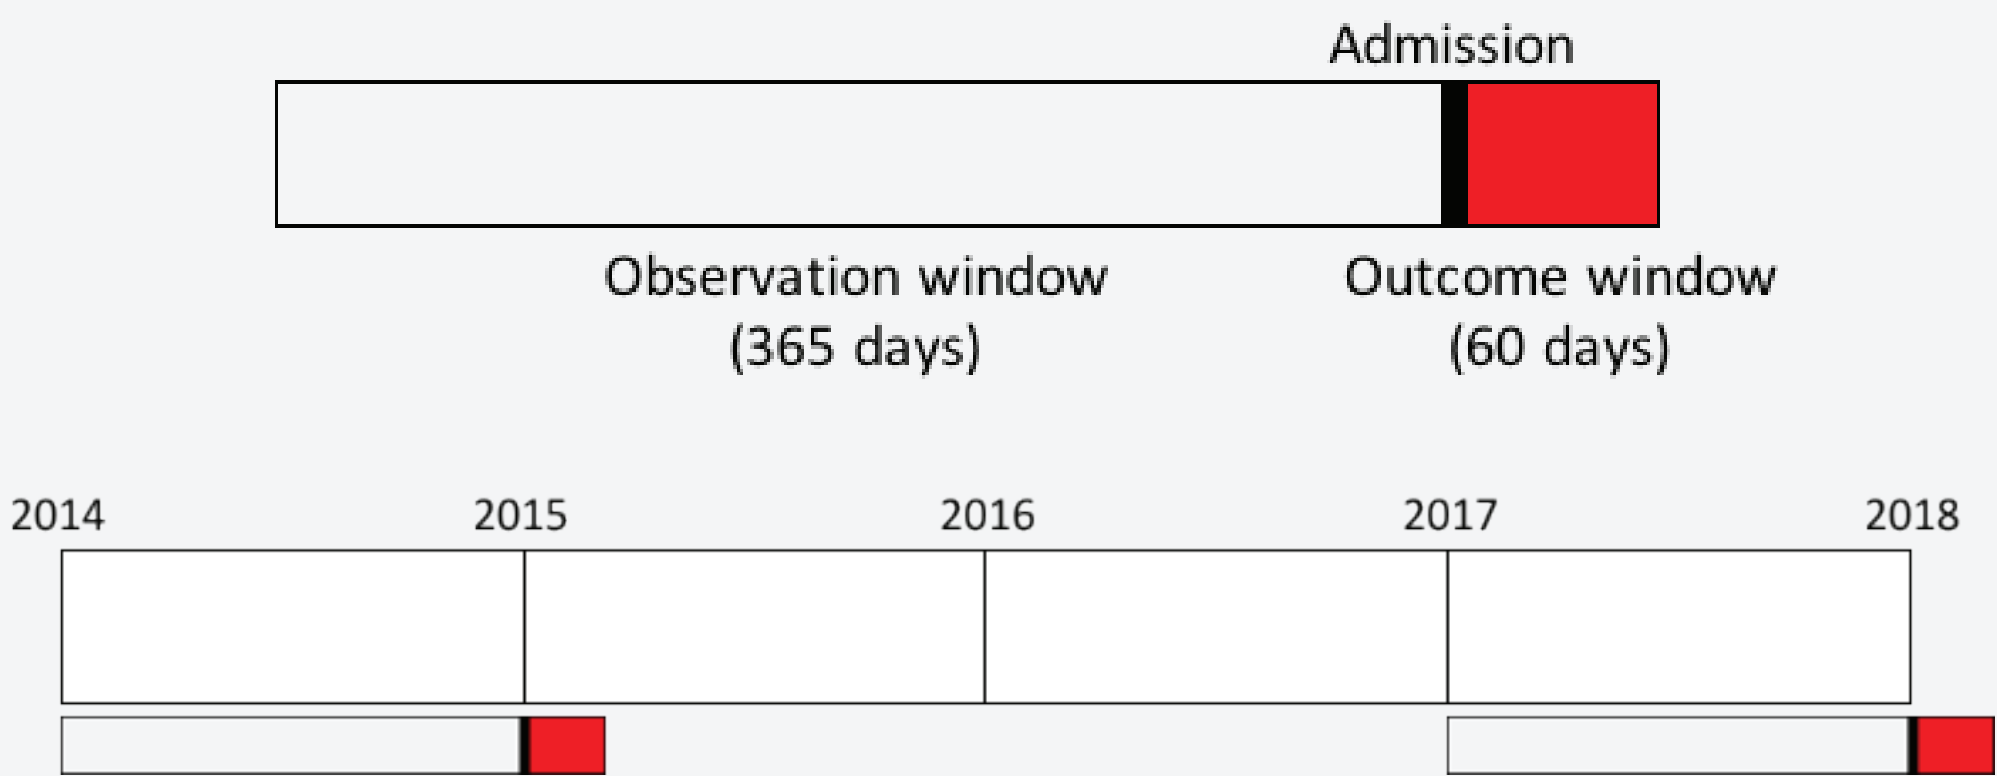 Admission
Observation window
(365 days)
Outcome window
(60 days)
2014 2015 2016 2017 2018